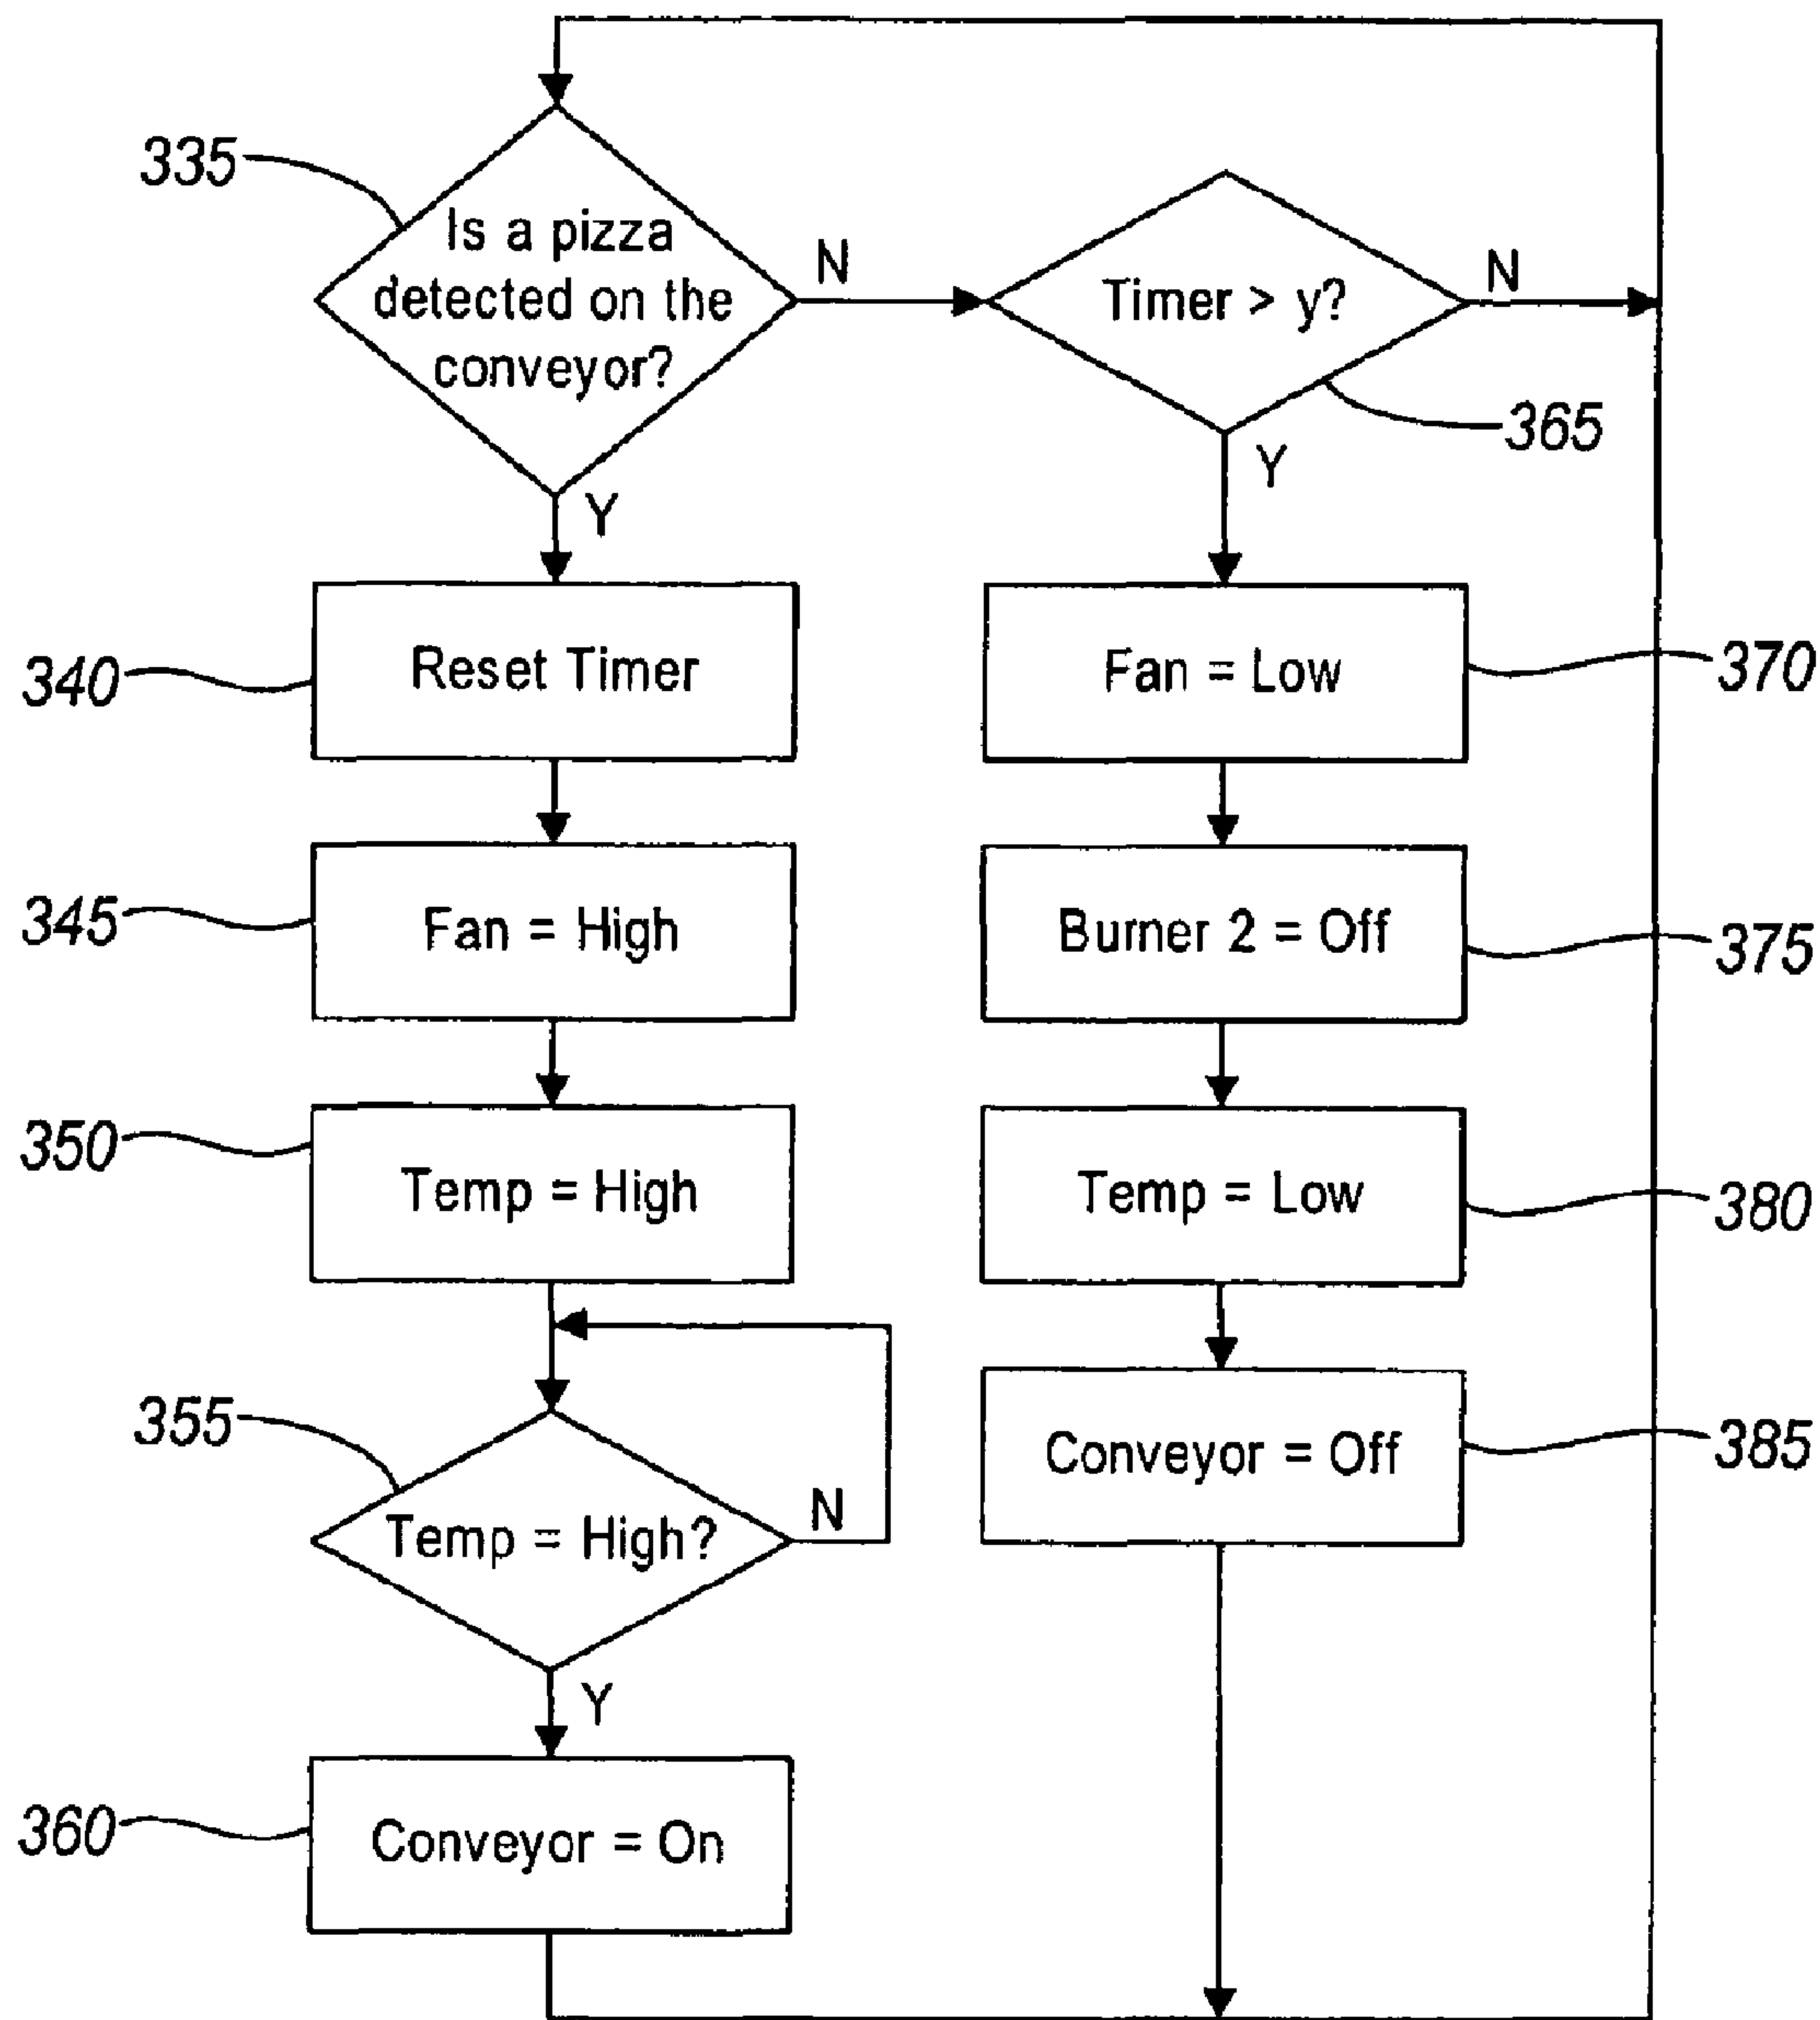 335
Is a pizza
detected on the
conveyor?
N
Timer > y?
N
365
Y
Y
340
Reset Timer
Fan = Low
370
345
Fan = High
Burner 2 = Off
375
350
Temp = High
Temp = Low
380
355
Temp = High?
N
Conveyor = Off
385
Y
360
Conveyor = On